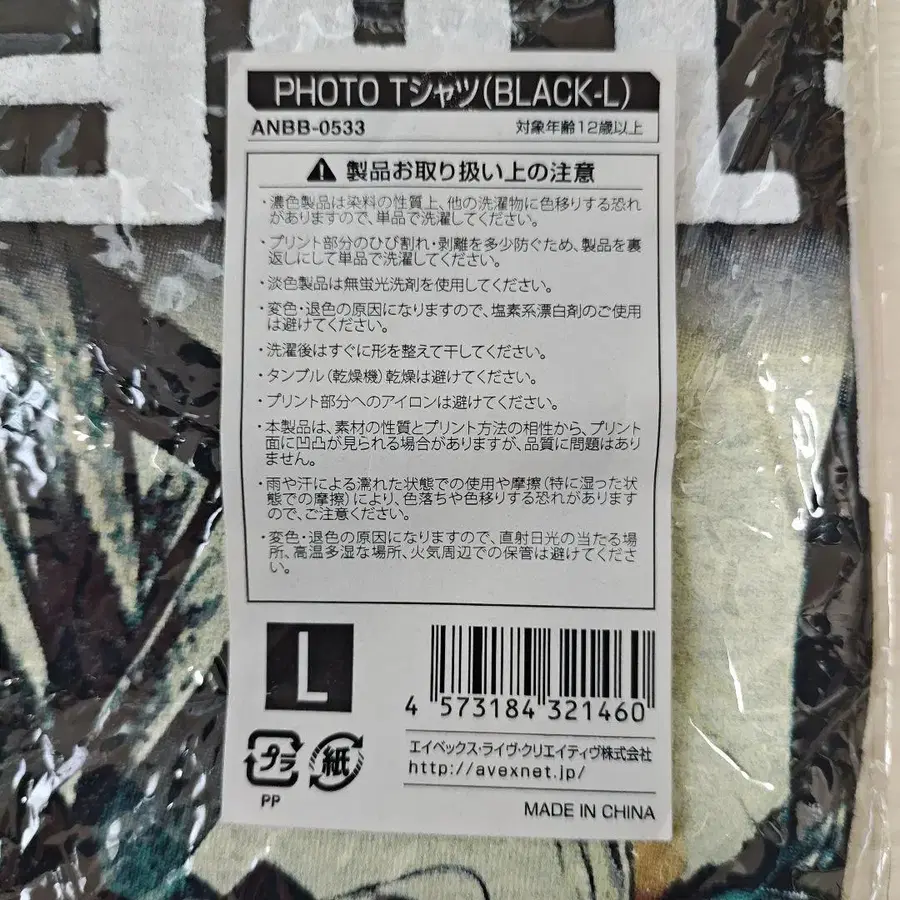 PHOTO Tシャツ(BLACK-L)
ANBB-0533 対象年齢12歳以上
製品お取り扱い上の注意
・濃色製品は染料の性質上、他の洗濯物に色移りする恐れ
がありますので、単品で洗濯してください。
・プリント部分のひび割れ・剥離を多少防ぐため、製品を裏
返しにして単品で洗濯してください。
・淡色製品は無蛍光洗剤を使用してください。
・変色・退色の原因になりますので、塩素系漂白剤のご使用
は避けてください。
・洗濯後はすぐに形を整えて干してください。
・タンブル(乾燥機)乾燥は避けてください。
・プリント部分へのアイロンは避けてください。
・本製品は、素材の性質とプリント方法の相性から、プリント
面に凹凸が見られる場合がありますが、品質に問題はあり
ません。
・雨や汗による濡れた状態での使用や摩擦(特に湿った状
態での摩擦)により、色落ちや色移りする恐れがあります
ので、ご注意ください。
・変色・退色の原因になりますので、直射日光の当たる場
所、高温多湿な場所、火気周辺での保管は避けてくださ
い。
L
4 573184 321460
プラ 紙
PP
エイベックス・ライヴ・クリエイティヴ株式会社
http://avexnet.jp/
MADE IN CHINA